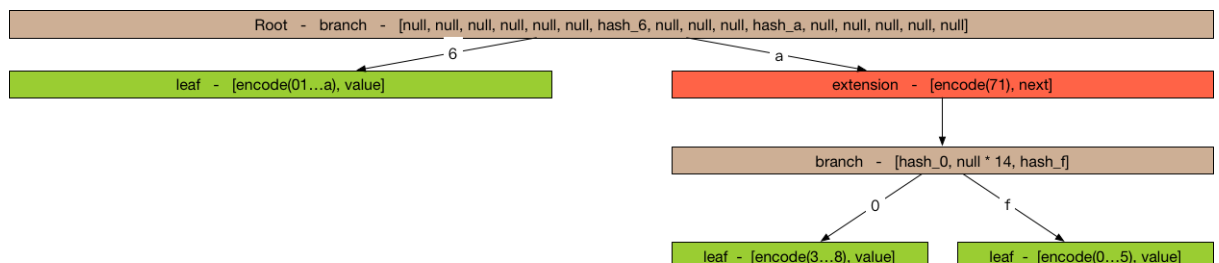 Root - branch - [null, null, null, null, null, null, hash_6, null, null, null, hash_a, null, null, null, null, null]
6
a
leaf - [encode(01…a), value]
extension - [encode(71), next]
branch - [hash_0, null * 14, hash_f]
0
f
leaf - [encode(3…8), value]
leaf - [encode(0…5), value]